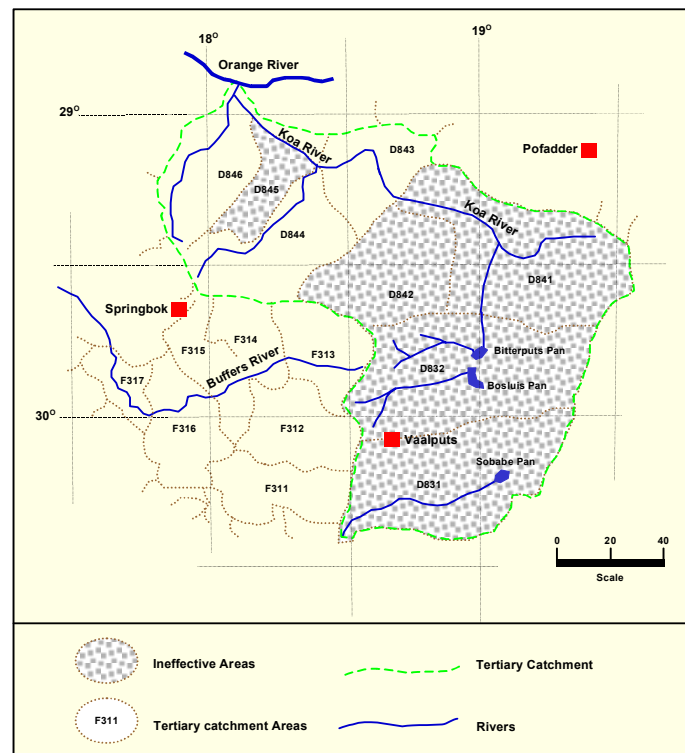 18°
19°
Orange River
29°
Koa River
D843
Pofadder
D846
D845
Koa River
D844
D841
D842
Springbok
F314
F315
Bitterputs Pan
F313
Buffers River
D832
F317
Bosluis Pan
30°
F316
F312
Vaalputs
Sobabe Pan
F311
D831
0 20 40
Scale
Ineffective Areas
Tertiary Catchment
F311
Tertiary catchment Areas
Rivers